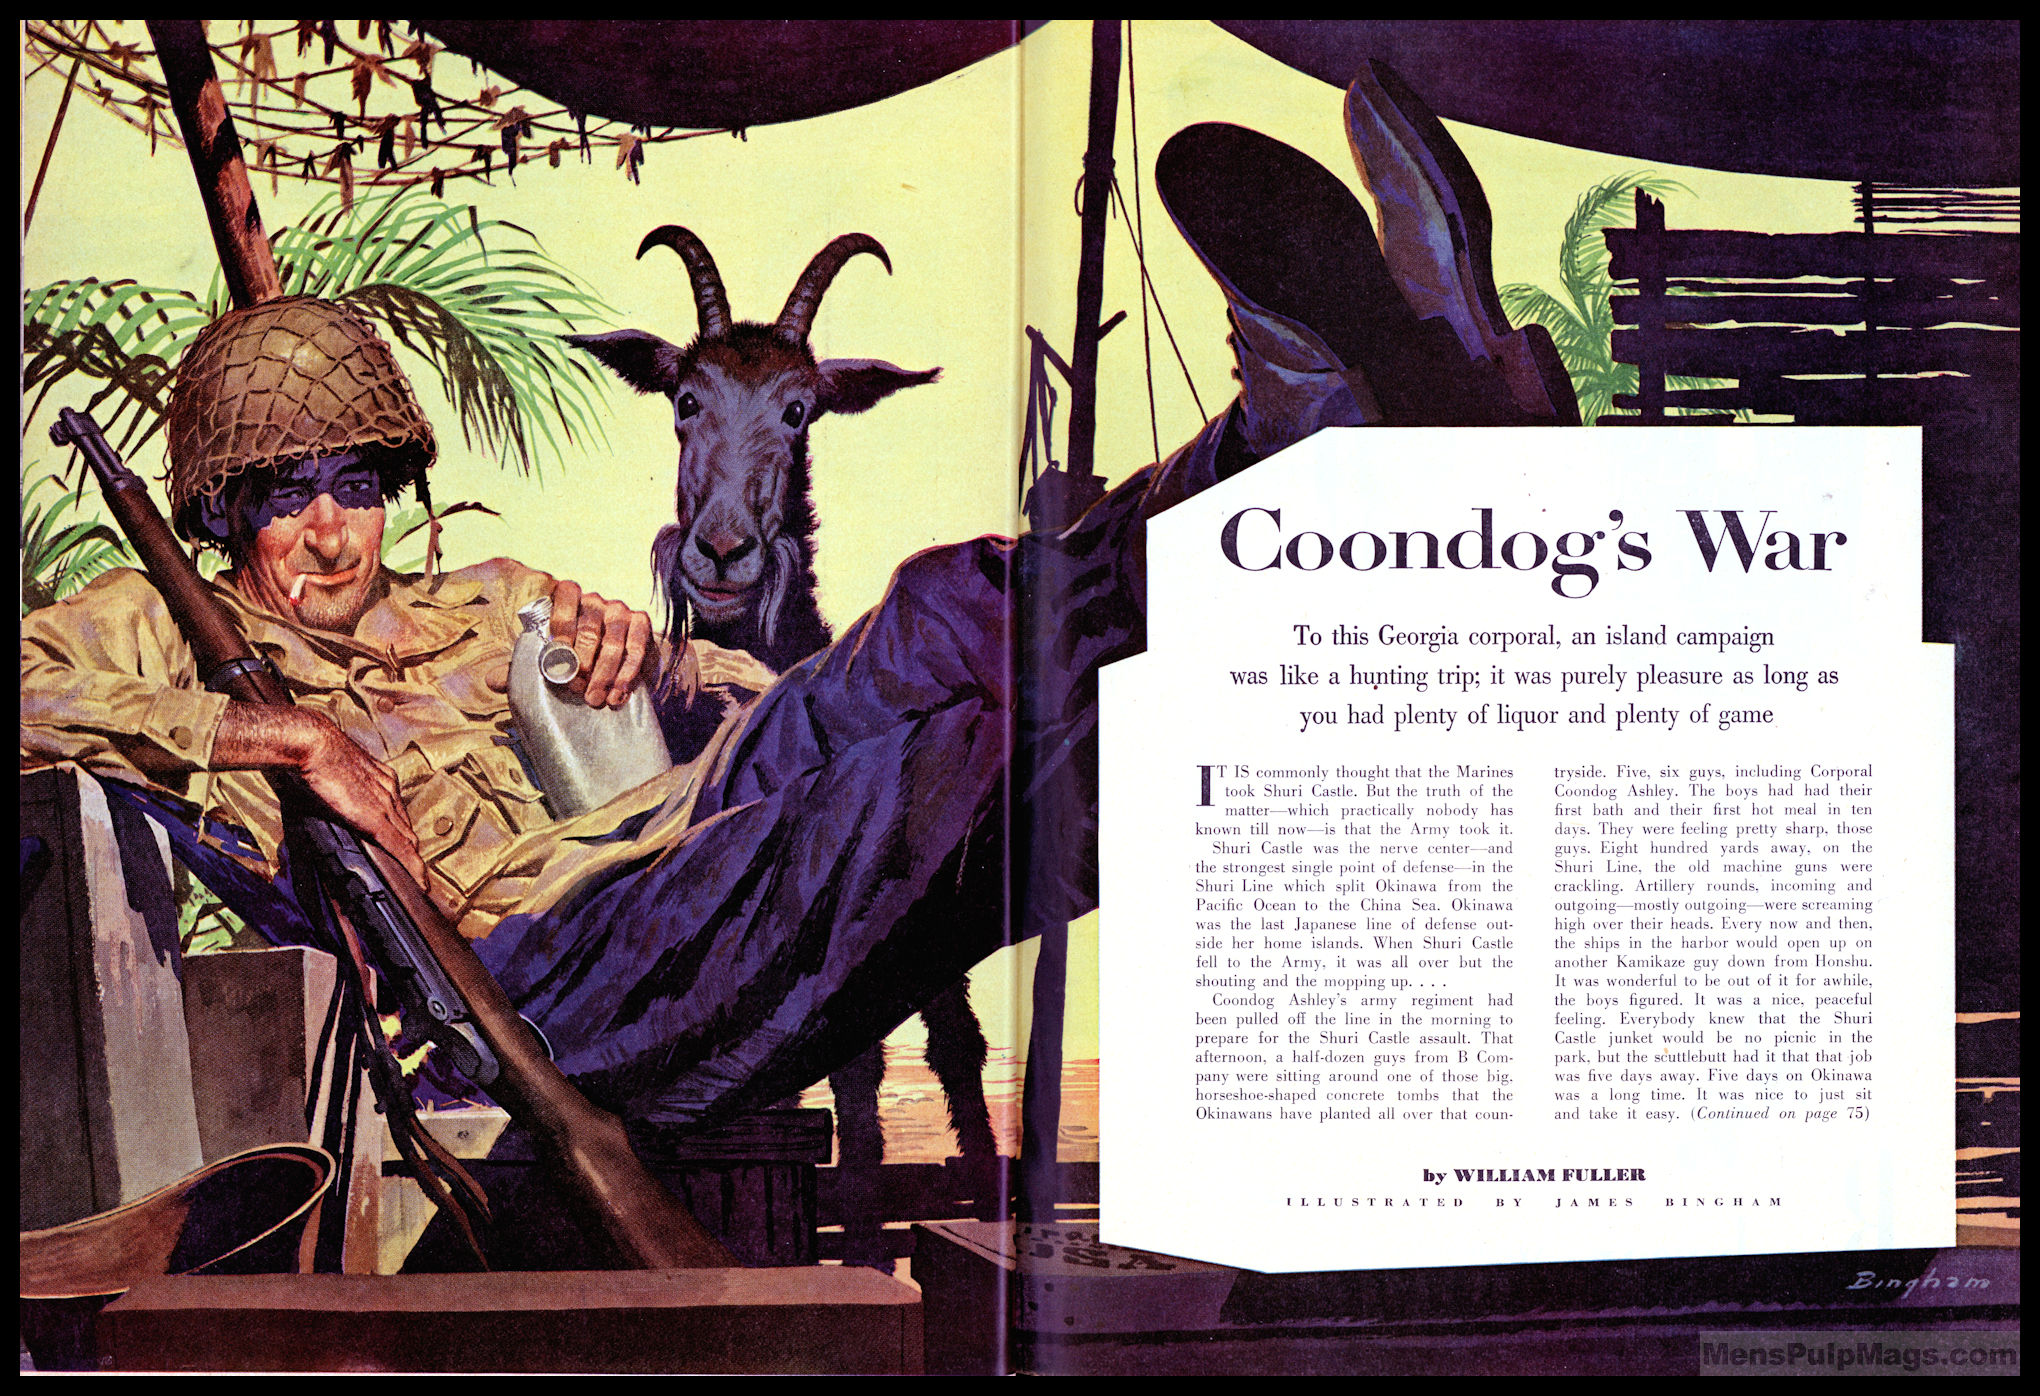 Coondog's War
To this Georgia corporal, an island campaign
was like a hunting trip; it was purely pleasure as long as
you had plenty of liquor and plenty of game
IT IS commonly thought that the Marines
took Shuri Castle. But the truth of the
matter—which practically nobody has
known till now—is that the Army took it.
Shuri Castle was the nerve center—and
the strongest single point of defense—in the
Shuri Line which split Okinawa from the
Pacific Ocean to the China Sea. Okinawa
was the last Japanese line of defense out-
side her home islands. When Shuri Castle
fell to the Army, it was all over but the
shouting and the mopping up. . . .
Coondog Ashley's army regiment had
been pulled off the line in the morning to
prepare for the Shuri Castle assault. That
afternoon, a half-dozen guys from B Com-
pany were sitting around one of those big,
horseshoe-shaped concrete tombs that the
Okinawans have planted all over that coun-
tryside. Five, six guys, including Corporal
Coondog Ashley. The boys had had their
first bath and their first hot meal in ten
days. They were feeling pretty sharp, those
guys. Eight hundred yards away, on the
Shuri Line, the old machine guns were
crackling. Artillery rounds, incoming and
outgoing—mostly outgoing—were screaming
high over their heads. Every now and then,
the ships in the harbor would open up on
another Kamikaze guy down from Honshu.
It was wonderful to be out of it for awhile,
the boys figured. It was a nice, peaceful
feeling. Everybody knew that the Shuri
Castle junket would be no picnic in the
park, but the scuttlebutt had it that that job
was five days away. Five days on Okinawa
was a long time. It was nice to just sit
and take it easy. (Continued on page 75)
by WILLIAM FULLER
ILLUSTRATED BY JAMES BINGHAM
USA
Bingham
MensPulpMags.com